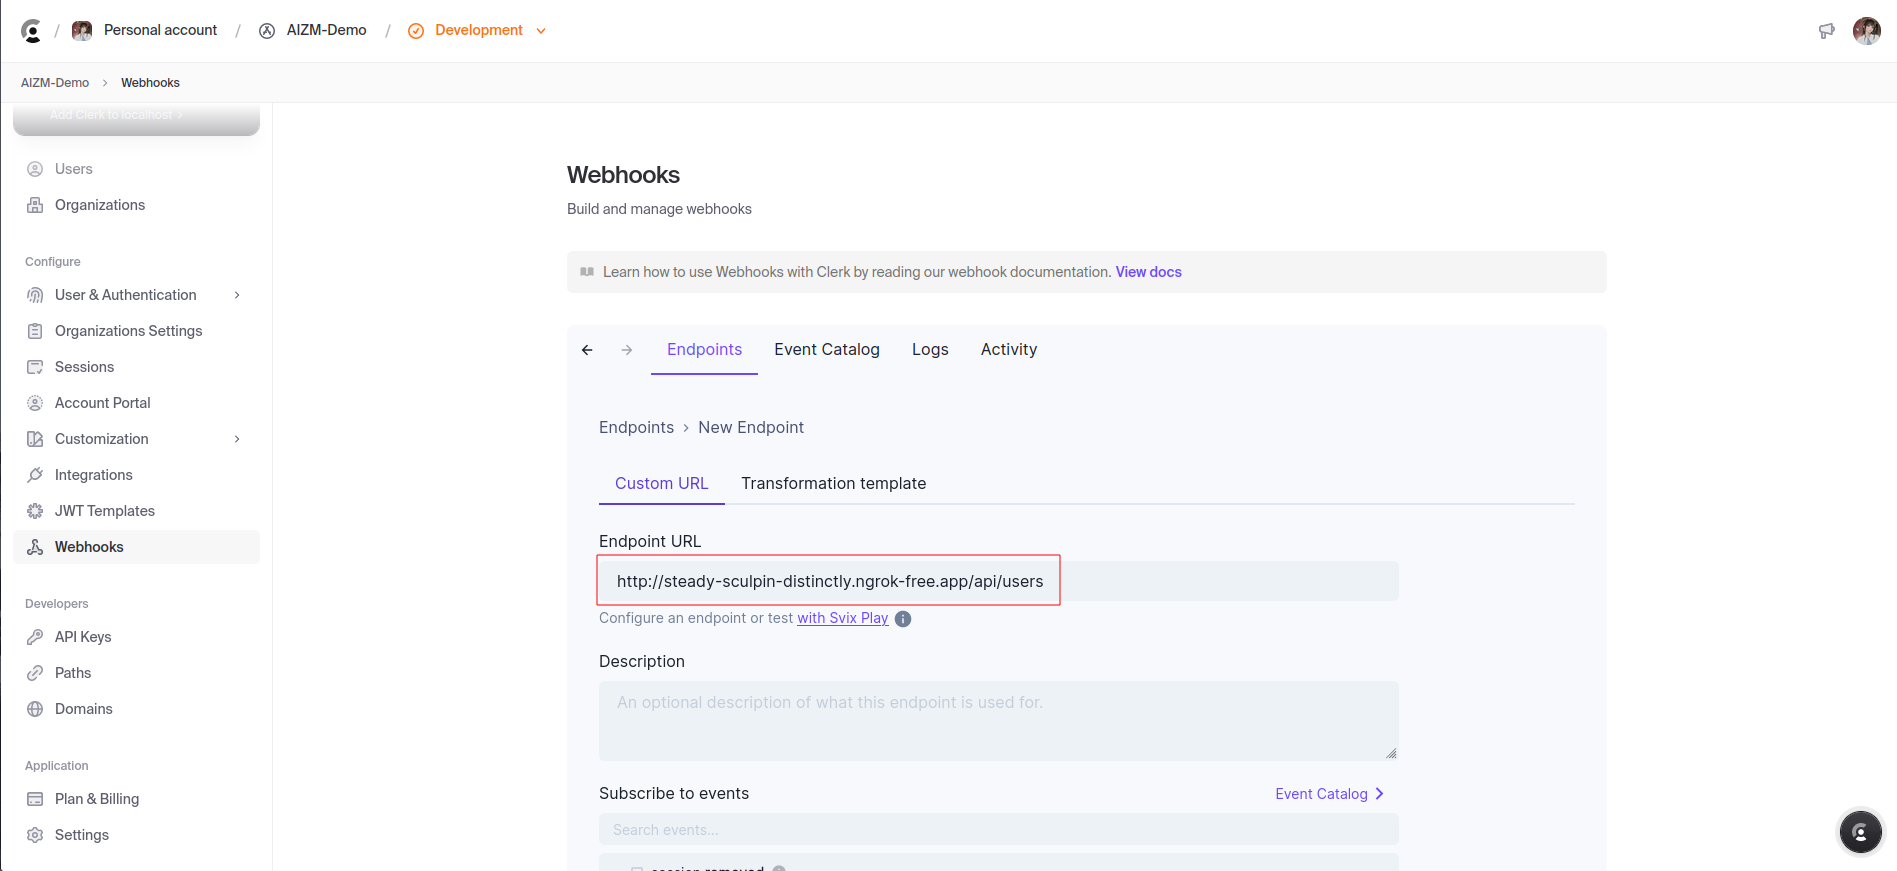 / Personal account / AIZM-Demo / Development
AIZM-Demo > Webhooks
Add Clerk to localhost >
Users
Organizations
Configure
User & Authentication
Organizations Settings
Sessions
Account Portal
Customization
Integrations
JWT Templates
Webhooks
Developers
API Keys
Paths
Domains
Application
Plan & Billing
Settings
Webhooks
Build and manage webhooks
Learn how to use Webhooks with Clerk by reading our webhook documentation. View docs
Endpoints Event Catalog Logs Activity
Endpoints > New Endpoint
Custom URL Transformation template
Endpoint URL
http://steady-sculpin-distinctly.ngrok-free.app/api/users
Configure an endpoint or test with Svix Play
Description
An optional description of what this endpoint is used for.
Subscribe to events Event Catalog
Search events...
session.removed